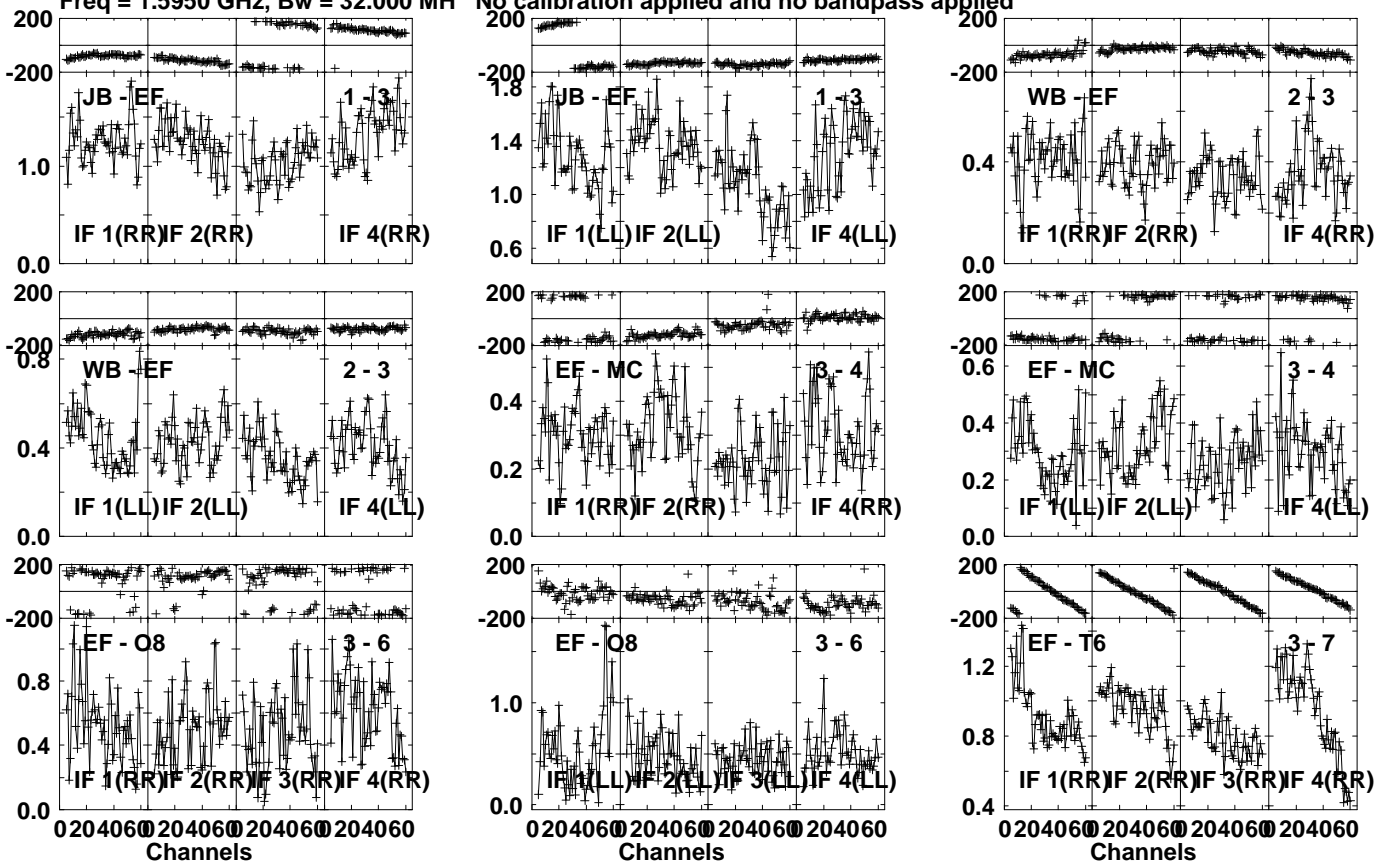 Freq = 1.5950 GHz, Bw = 32.000 MH No calibration applied and no bandpass applied
200
-200
JB - EF 1 - 3
1.0
0.0
IF 1(RR) IF 2(RR) IF 4(RR)
JB - EF 1 - 3
1.8
1.4
1.0
0.6
IF 1(LL) IF 2(LL) IF 4(LL)
200
-200
WB - EF 2 - 3
0.4
0.0
IF 1(RR) IF 2(RR) IF 4(RR)
200
-200
WB - EF 2 - 3
0.8
0.4
0.0
IF 1(LL) IF 2(LL) IF 4(LL)
200
-200
EF - MC 3 - 4
0.4
0.2
0.0
IF 1(RR) IF 2(RR) IF 4(RR)
200
-200
EF - MC 3 - 4
0.6
0.4
0.2
0.0
IF 1(LL) IF 2(LL) IF 4(LL)
200
-200
EF - O8 3 - 6
0.8
0.4
0.0
IF 1(RR) IF 2(RR) IF 3(RR) IF 4(RR)
0 20 40 60 0 20 40 60 0 20 40 60 0 20 40 60
Channels
200
-200
EF - O8 3 - 6
1.0
0.0
IF 1(LL) IF 2(LL) IF 3(LL) IF 4(LL)
0 20 40 60 0 20 40 60 0 20 40 60 0 20 40 60
Channels
200
-200
EF - T6 3 - 7
1.2
0.8
0.4
IF 1(RR) IF 2(RR) IF 3(RR) IF 4(RR)
0 20 40 60 0 20 40 60 0 20 40 60 0 20 40 60
Channels